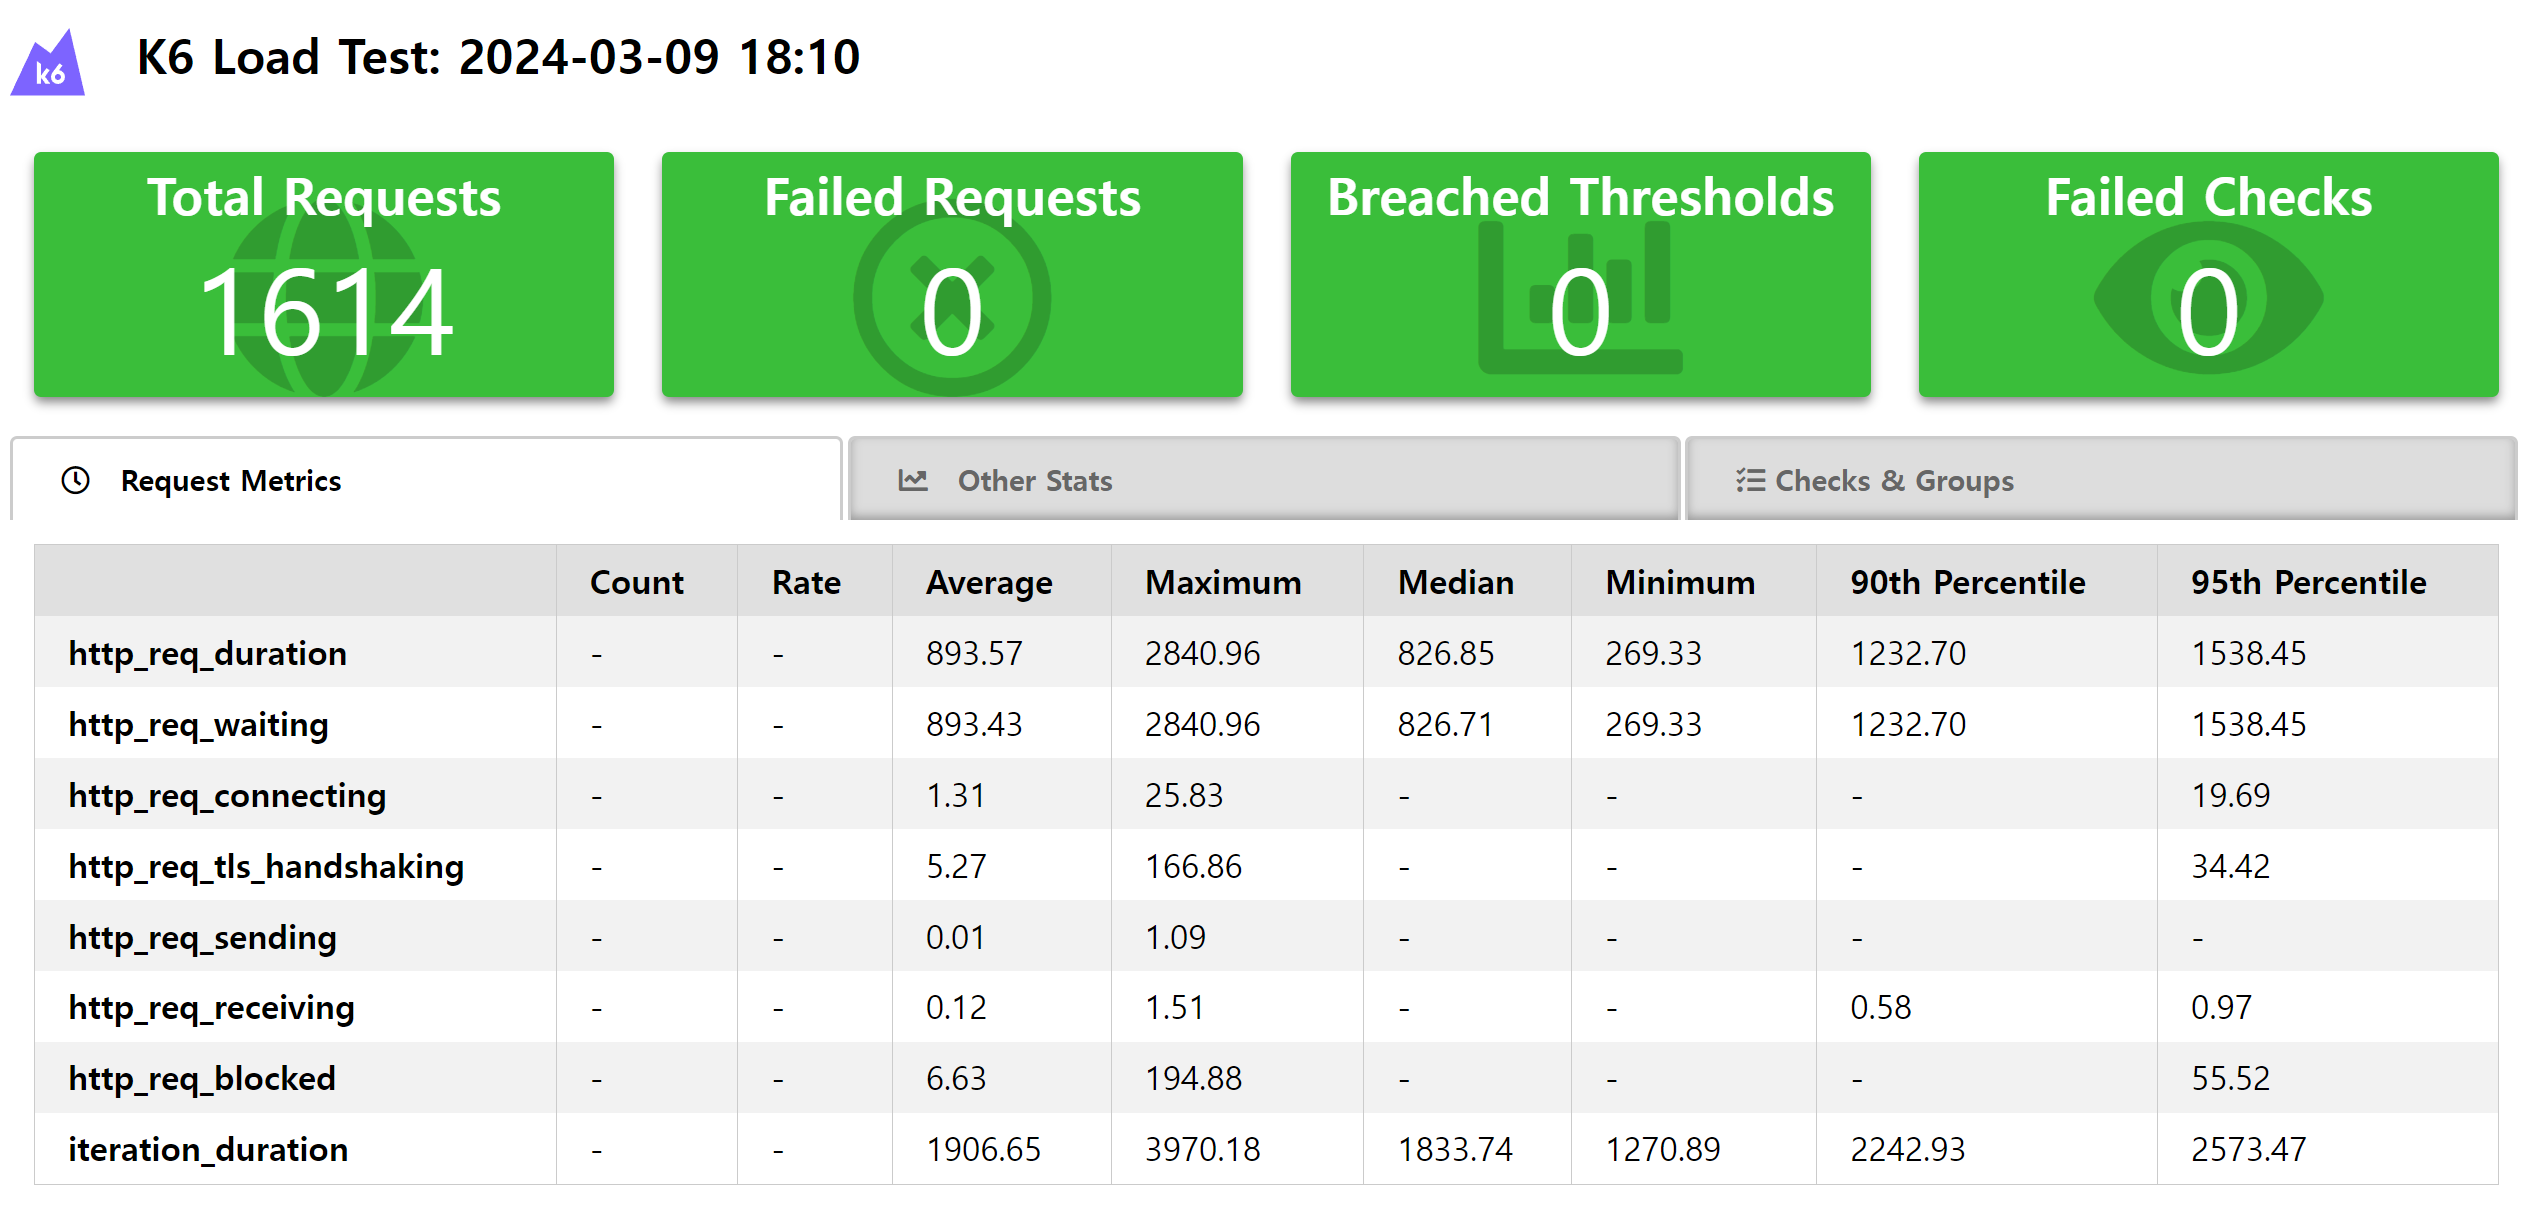 k6
K6 Load Test: 2024-03-09 18:10
Total Requests
1614
Failed Requests
0
Breached Thresholds
0
Failed Checks
0
Request Metrics
Other Stats
Checks & Groups
Count Rate Average Maximum Median Minimum 90th Percentile 95th Percentile
http_req_duration - - 893.57 2840.96 826.85 269.33 1232.70 1538.45
http_req_waiting - - 893.43 2840.96 826.71 269.33 1232.70 1538.45
http_req_connecting - - 1.31 25.83 - - - 19.69
http_req_tls_handshaking - - 5.27 166.86 - - - 34.42
http_req_sending - - 0.01 1.09 - - - -
http_req_receiving - - 0.12 1.51 - - 0.58 0.97
http_req_blocked - - 6.63 194.88 - - - 55.52
iteration_duration - - 1906.65 3970.18 1833.74 1270.89 2242.93 2573.47